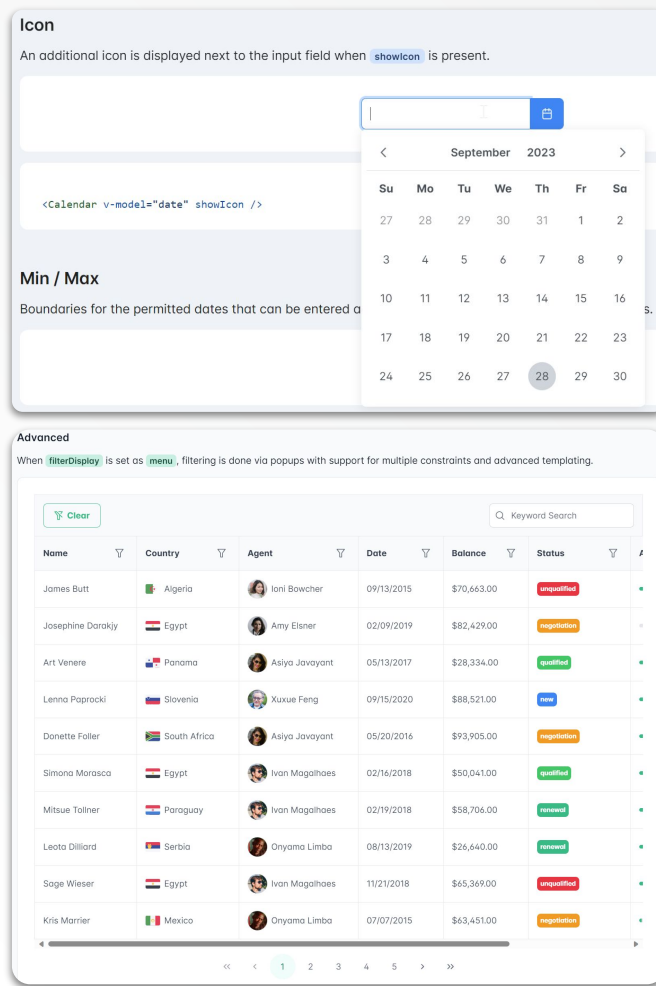 Icon
An additional icon is displayed next to the input field when showIcon is present.
September 2023
Su Mo Tu We Th Fr Sa
27 28 29 30 31 1 2
<Calendar v-model="date" showIcon />
3 4 5 6 7 8 9
Min / Max
10 11 12 13 14 15 16
Boundaries for the permitted dates that can be entered a s.
17 18 19 20 21 22 23
24 25 26 27 28 29 30
Advanced
When filterDisplay is set as menu, filtering is done via popups with support for multiple constraints and advanced templating.
Clear Keyword Search
Name Country Agent Date Balance Status A
James Butt Algeria Ioni Bowcher 09/13/2015 $70,663.00 unqualified
Josephine Darakjy Egypt Amy Elsner 02/09/2019 $82,429.00 negotiation
Art Venere Panama Asiya Javayant 05/13/2017 $28,334.00 qualified
Lenna Paprocki Slovenia Xuxue Feng 09/15/2020 $88,521.00 new
Donette Foller South Africa Asiya Javayant 05/20/2016 $93,905.00 negotiation
Simona Morasca Egypt Ivan Magalhaes 02/16/2018 $50,041.00 qualified
Mitsue Tollner Paraguay Ivan Magalhaes 02/19/2018 $58,706.00 renewal
Leota Dilliard Serbia Onyama Limba 08/13/2019 $26,640.00 renewal
Sage Wieser Egypt Ivan Magalhaes 11/21/2018 $65,369.00 unqualified
Kris Marrier Mexico Onyama Limba 07/07/2015 $63,451.00 negotiation
1 2 3 4 5